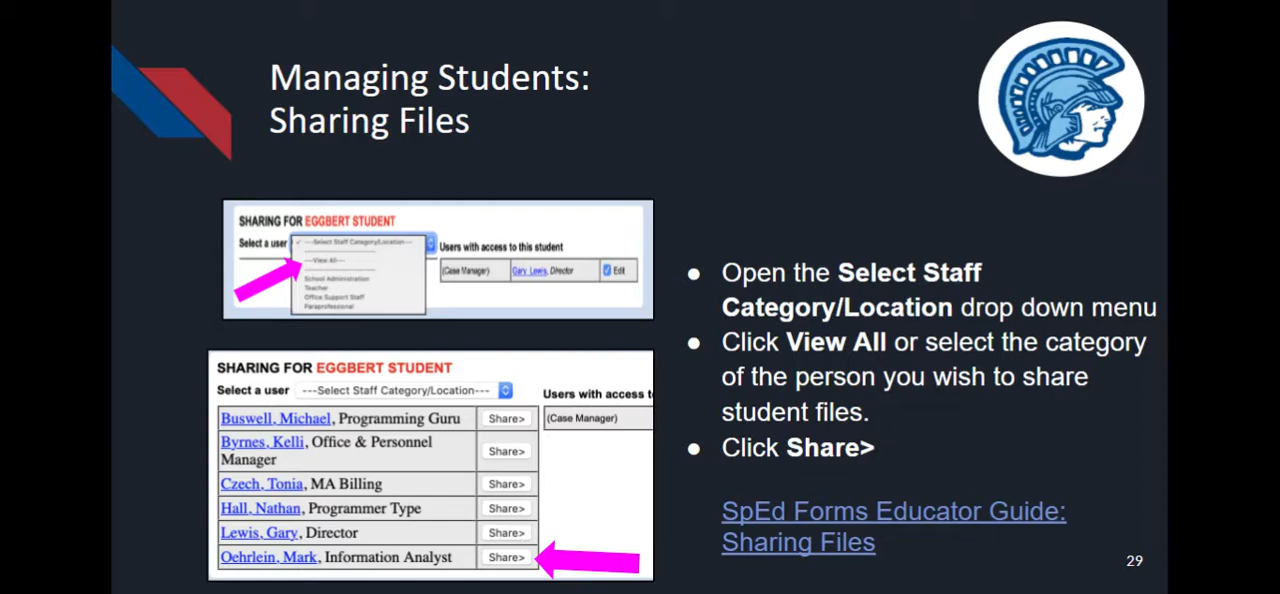 Managing Students:
Sharing Files
SHARING FOR EGGBERT STUDENT
Select a user
✓ ---Select Staff Category/Location---
---View All---
School Administration
Teacher
Office Support Staff
Paraprofessional
Users with access to this student
(Case Manager) Gary Lewis, Director Edit
SHARING FOR EGGBERT STUDENT
Select a user ---Select Staff Category/Location---
Users with access t
Buswell, Michael, Programming Guru Share>
(Case Manager)
Byrnes, Kelli, Office & Personnel
Manager Share>
Czech, Tonia, MA Billing Share>
Hall, Nathan, Programmer Type Share>
Lewis, Gary, Director Share>
Oehrlein, Mark, Information Analyst Share>
● Open the Select Staff
Category/Location drop down menu
● Click View All or select the category
of the person you wish to share
student files.
● Click Share>
SpEd Forms Educator Guide:
Sharing Files
29